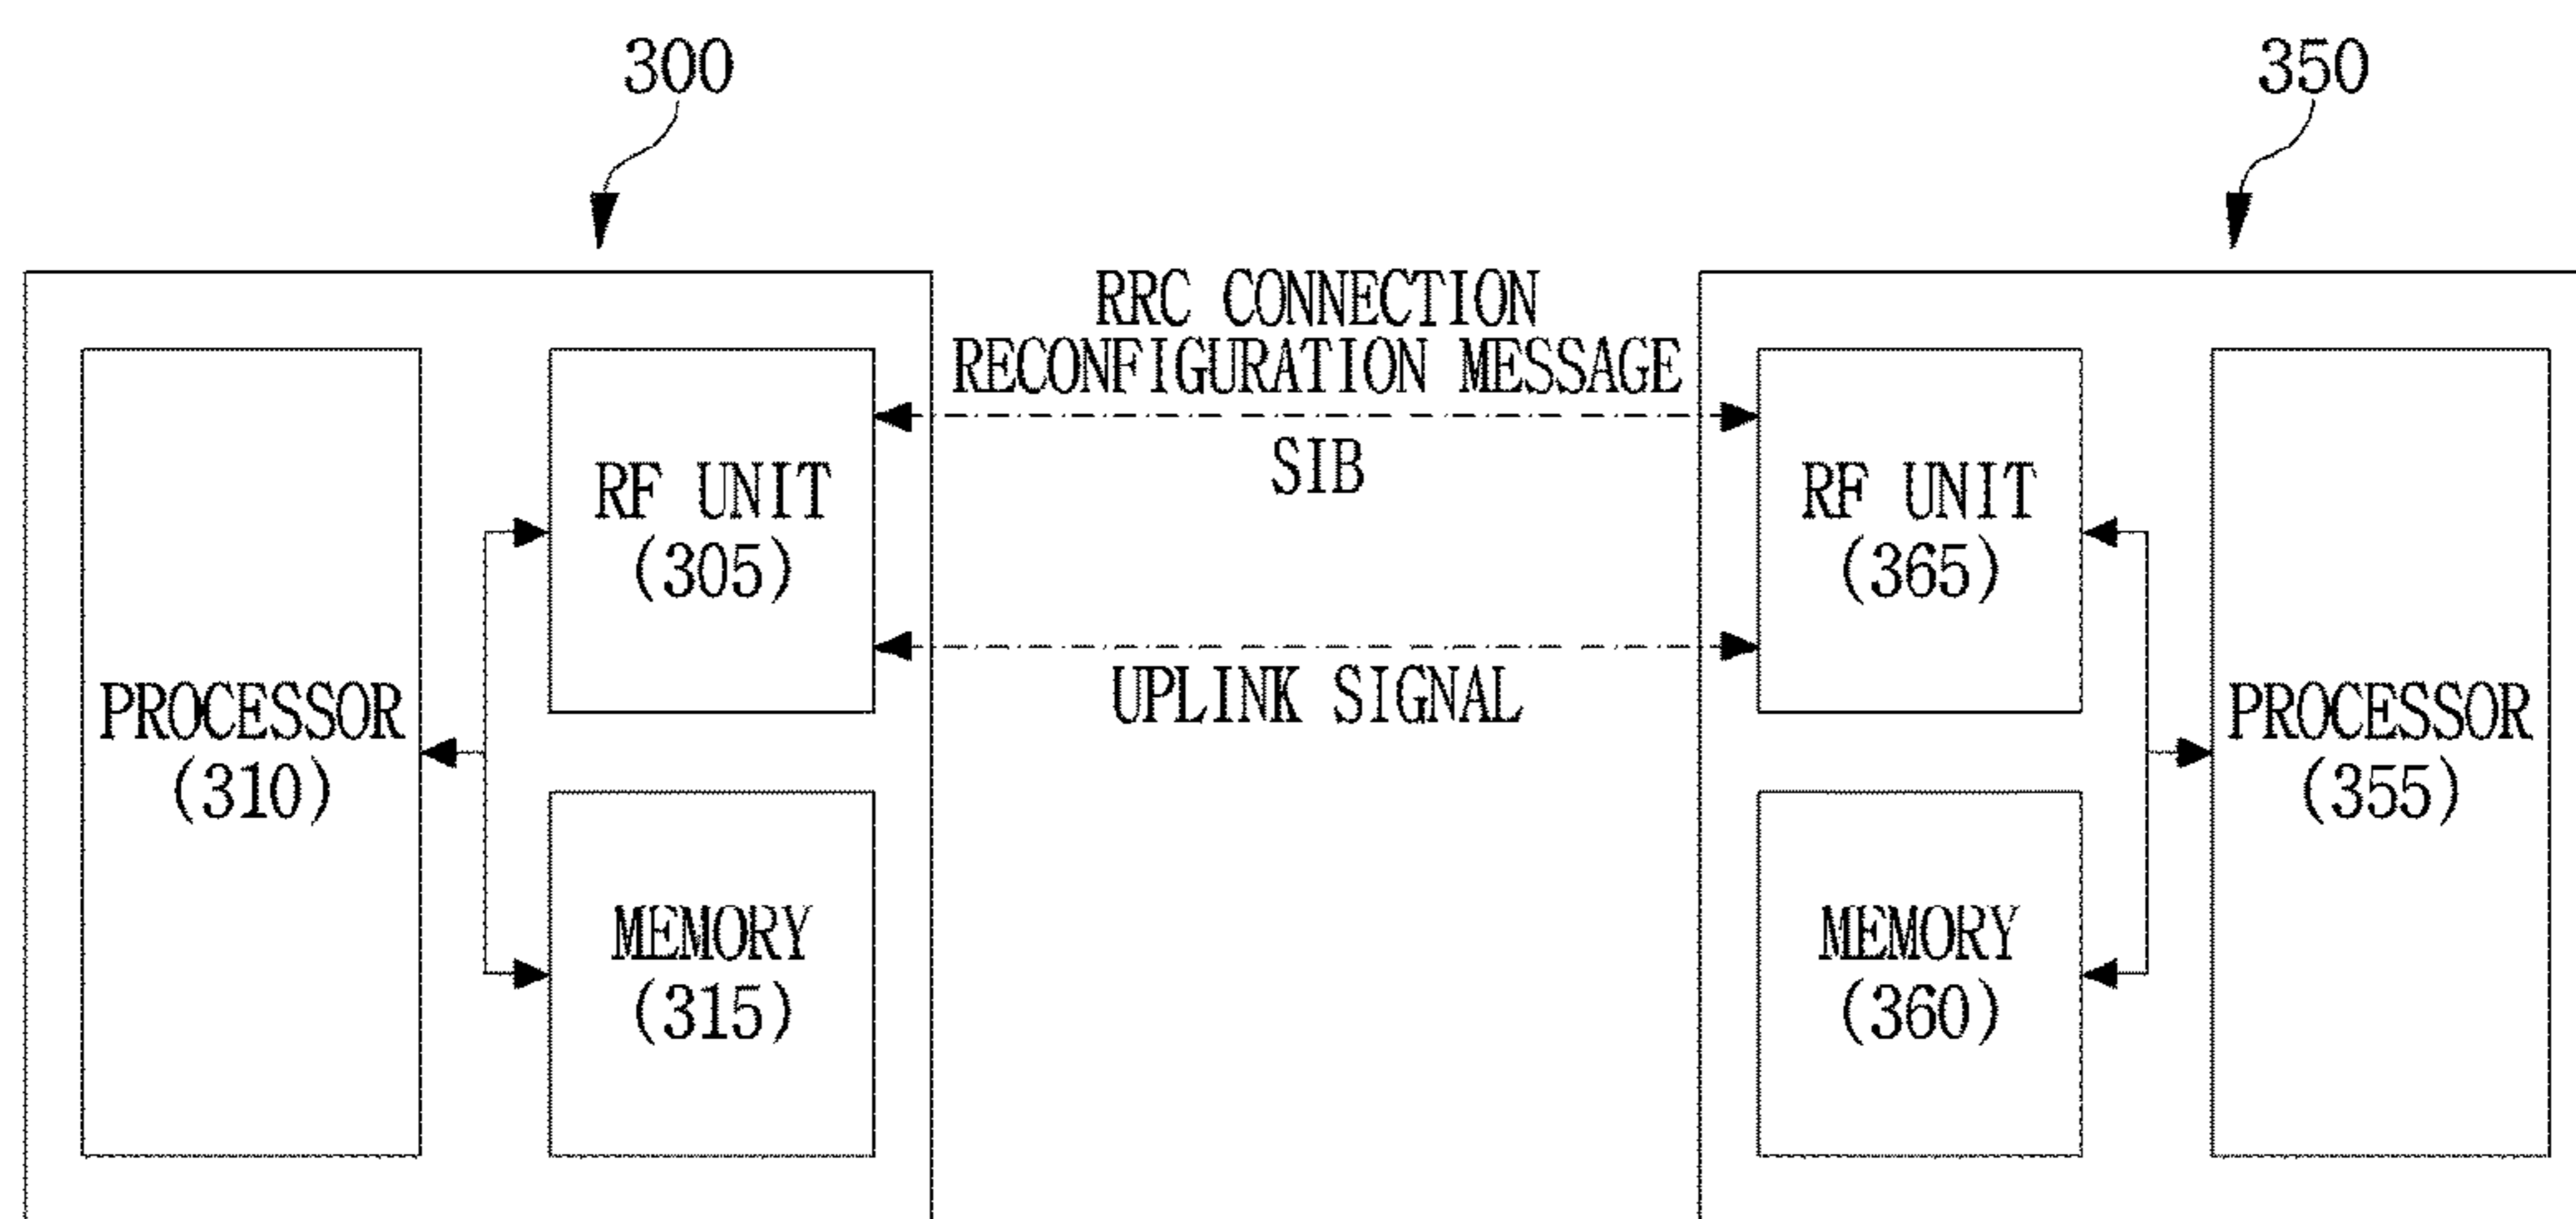 300
350
RRC CONNECTION
RECONFIGURATION MESSAGE
SIB
UPLINK SIGNAL
PROCESSOR
(310)
RF UNIT
(305)
MEMORY
(315)
RF UNIT
(365)
MEMORY
(360)
PROCESSOR
(355)